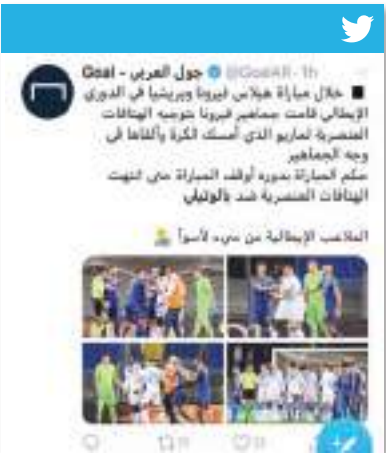 جول العربي - Goal @GoalAR · 1h
■ خلال مباراة هيلاس فيرونا وبريشيا في الدوري
الإيطالي قامت جماهير فيرونا بتوجيه الهتافات
العنصرية لماريو الذي أمسك الكرة وألقاها في
وجه الجماهير
حكم المباراة بدوره أوقف المباراة متى انتهت
الهتافات العنصرية ضد بالوتيلي
الملاعب الإيطالية من سيء لأسوأ